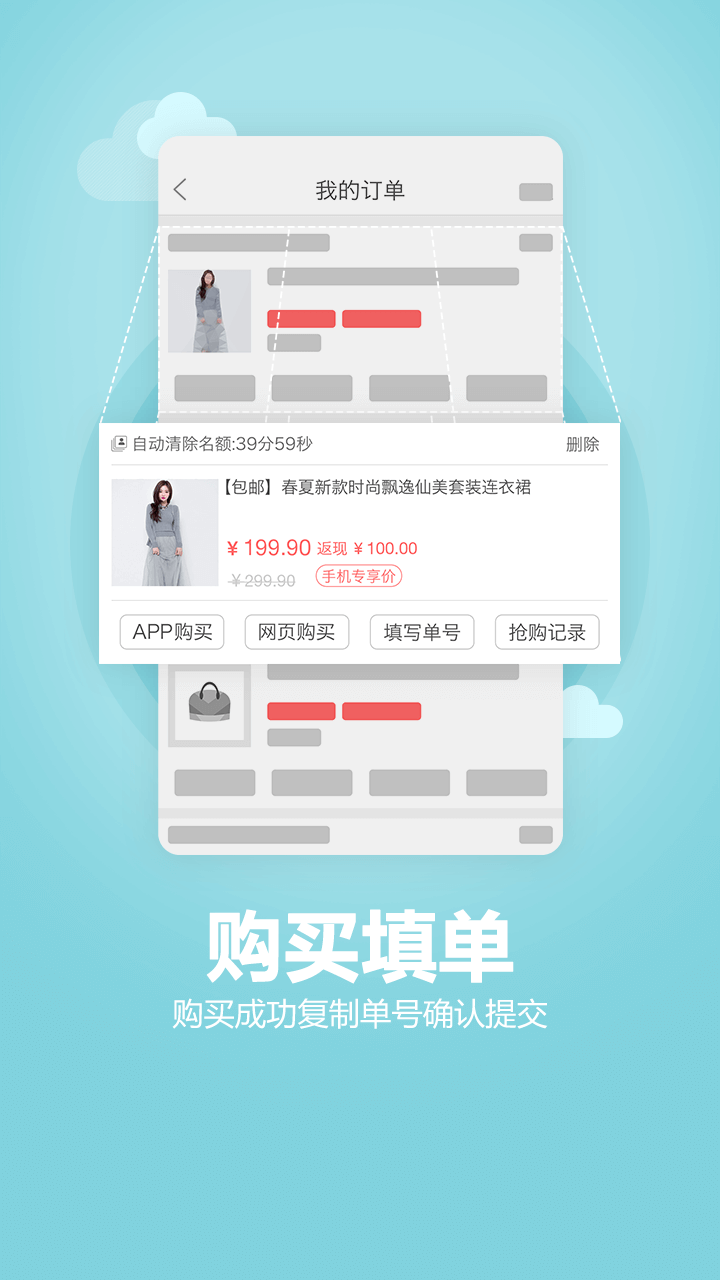 我的订单
自动清除名额:39分59秒 删除
【包邮】春夏新款时尚飘逸仙美套装连衣裙
¥199.90 返现 ¥100.00
¥299.90 手机专享价
APP购买 网页购买 填写单号 抢购记录
购买填单
购买成功复制单号确认提交